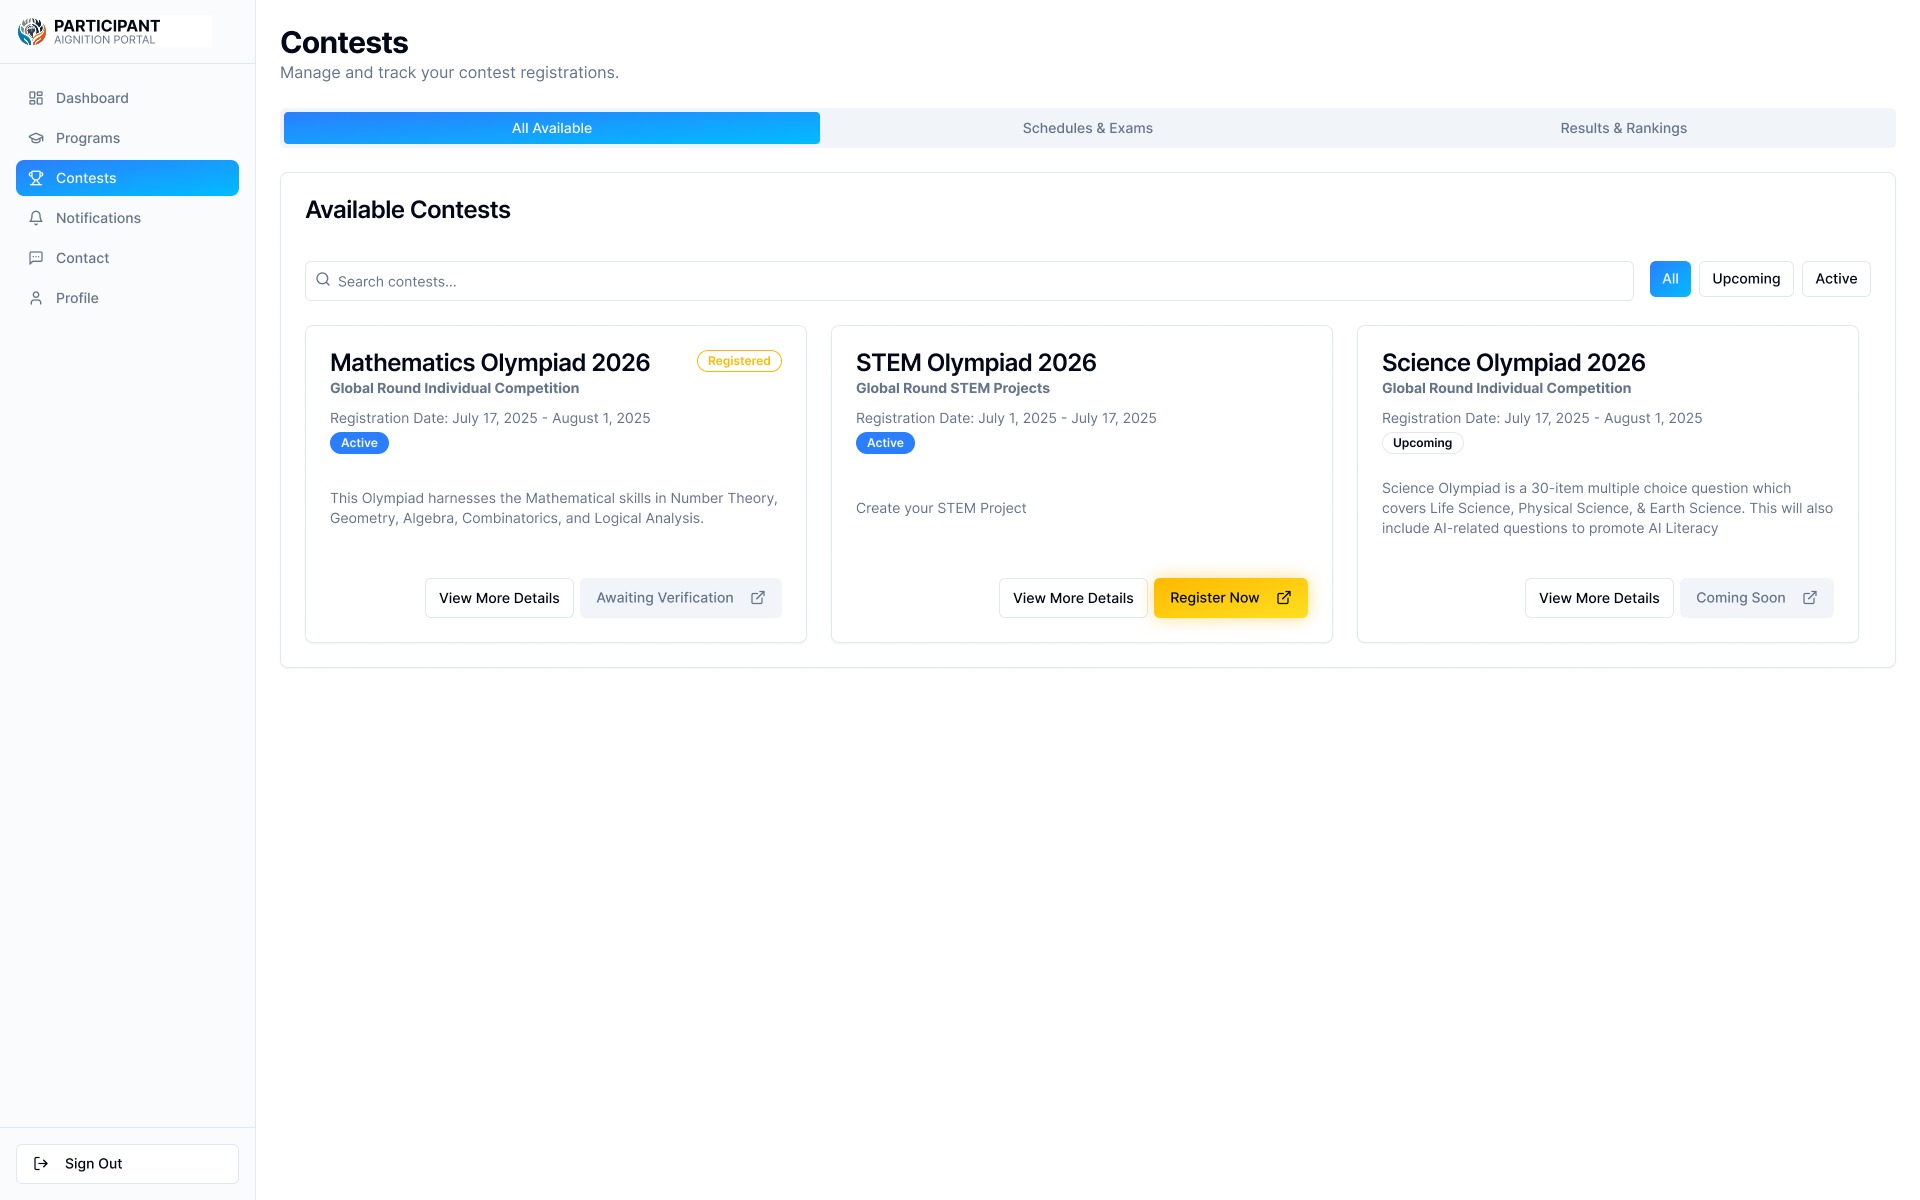 PARTICIPANT
AIGNITION PORTAL
Dashboard
Programs
Contests
Notifications
Contact
Profile
Sign Out
Contests
Manage and track your contest registrations.
All Available
Schedules & Exams
Results & Rankings
Available Contests
Search contests...
All
Upcoming
Active
Mathematics Olympiad 2026
Registered
Global Round Individual Competition
Registration Date: July 17, 2025 - August 1, 2025
Active
This Olympiad harnesses the Mathematical skills in Number Theory,
Geometry, Algebra, Combinatorics, and Logical Analysis.
View More Details
Awaiting Verification
STEM Olympiad 2026
Global Round STEM Projects
Registration Date: July 1, 2025 - July 17, 2025
Active
Create your STEM Project
View More Details
Register Now
Science Olympiad 2026
Global Round Individual Competition
Registration Date: July 17, 2025 - August 1, 2025
Upcoming
Science Olympiad is a 30-item multiple choice question which
covers Life Science, Physical Science, & Earth Science. This will also
include AI-related questions to promote AI Literacy
View More Details
Coming Soon